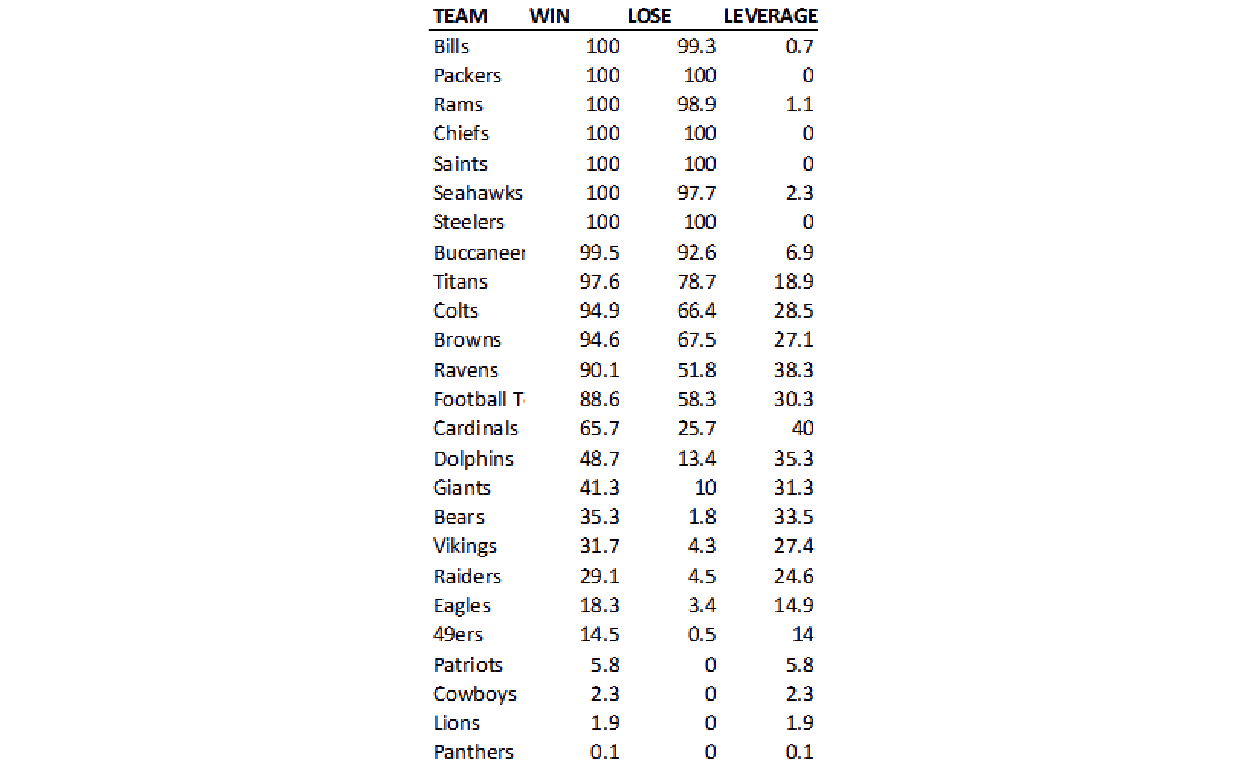 TEAM WIN LOSE LEVERAGE
Bills 100 99.3 0.7
Packers 100 100 0
Rams 100 98.9 1.1
Chiefs 100 100 0
Saints 100 100 0
Seahawks 100 97.7 2.3
Steelers 100 100 0
Buccaneer 99.5 92.6 6.9
Titans 97.6 78.7 18.9
Colts 94.9 66.4 28.5
Browns 94.6 67.5 27.1
Ravens 90.1 51.8 38.3
Football T 88.6 58.3 30.3
Cardinals 65.7 25.7 40
Dolphins 48.7 13.4 35.3
Giants 41.3 10 31.3
Bears 35.3 1.8 33.5
Vikings 31.7 4.3 27.4
Raiders 29.1 4.5 24.6
Eagles 18.3 3.4 14.9
49ers 14.5 0.5 14
Patriots 5.8 0 5.8
Cowboys 2.3 0 2.3
Lions 1.9 0 1.9
Panthers 0.1 0 0.1